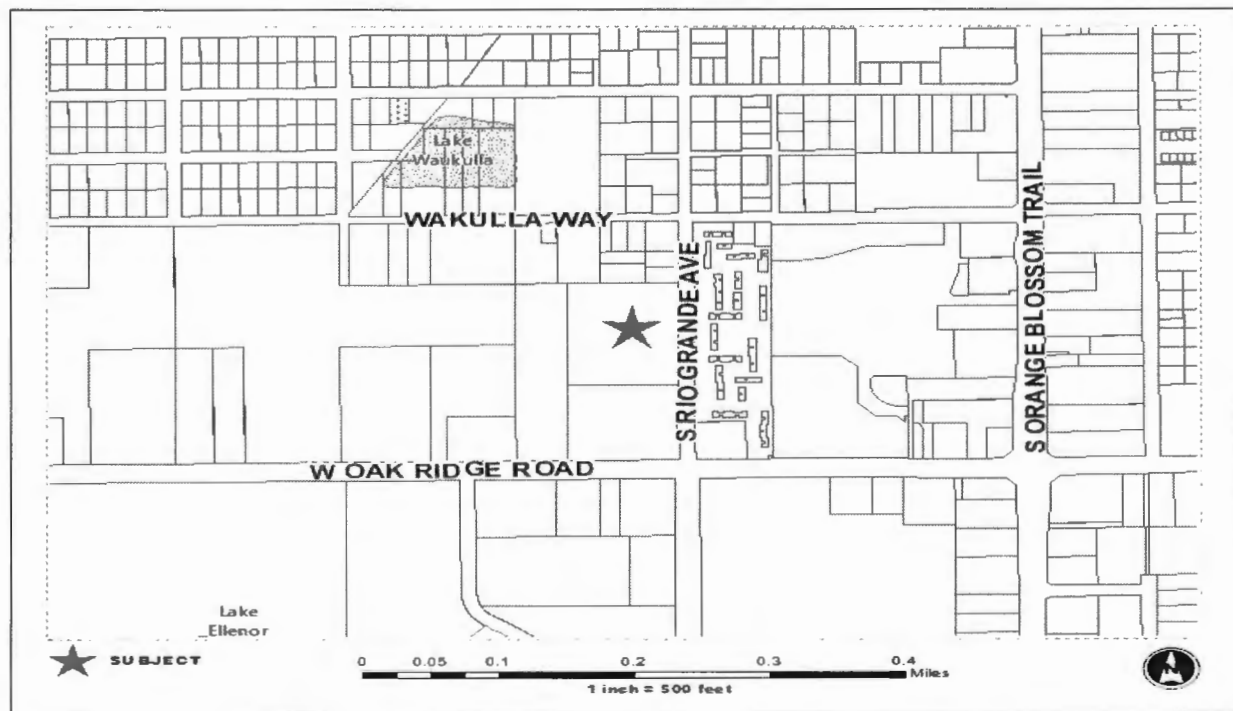 Lake
Waukulla
WAKULLA WAY
S RIO GRANDE AVE
S ORANGE BLOSSOM TRAIL
W OAK RIDGE ROAD
Lake
Ellenor
SUBJECT
0 0.05 0.1 0.2 0.3 0.4
Miles
1 inch = 500 feet